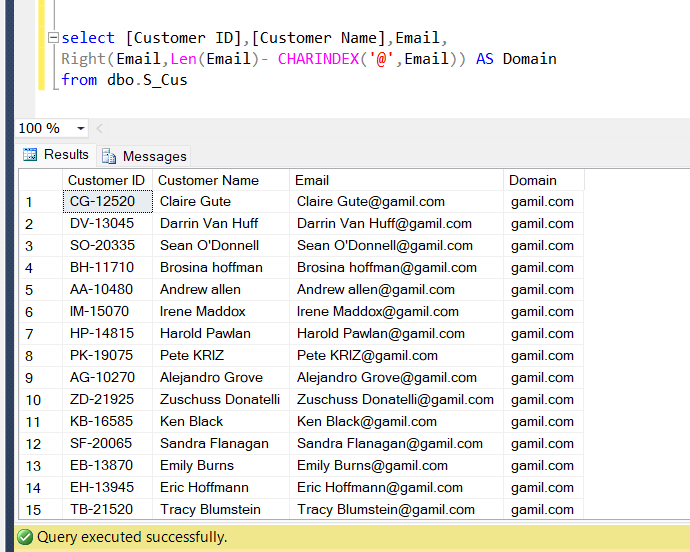 select [Customer ID],[Customer Name],Email,
Right(Email,Len(Email)- CHARINDEX('@',Email)) AS Domain
from dbo.S_Cus
100 %
Results Messages
Customer ID Customer Name Email Domain
1 CG-12520 Claire Gute Claire Gute@gamil.com gamil.com
2 DV-13045 Darrin Van Huff Darrin Van Huff@gamil.com gamil.com
3 SO-20335 Sean O'Donnell Sean O'Donnell@gamil.com gamil.com
4 BH-11710 Brosina hoffman Brosina hoffman@gamil.com gamil.com
5 AA-10480 Andrew allen Andrew allen@gamil.com gamil.com
6 IM-15070 Irene Maddox Irene Maddox@gamil.com gamil.com
7 HP-14815 Harold Pawlan Harold Pawlan@gamil.com gamil.com
8 PK-19075 Pete KRIZ Pete KRIZ@gamil.com gamil.com
9 AG-10270 Alejandro Grove Alejandro Grove@gamil.com gamil.com
10 ZD-21925 Zuschuss Donatelli Zuschuss Donatelli@gamil.com gamil.com
11 KB-16585 Ken Black Ken Black@gamil.com gamil.com
12 SF-20065 Sandra Flanagan Sandra Flanagan@gamil.com gamil.com
13 EB-13870 Emily Burns Emily Burns@gamil.com gamil.com
14 EH-13945 Eric Hoffmann Eric Hoffmann@gamil.com gamil.com
15 TB-21520 Tracy Blumstein Tracy Blumstein@gamil.com gamil.com
Query executed successfully.